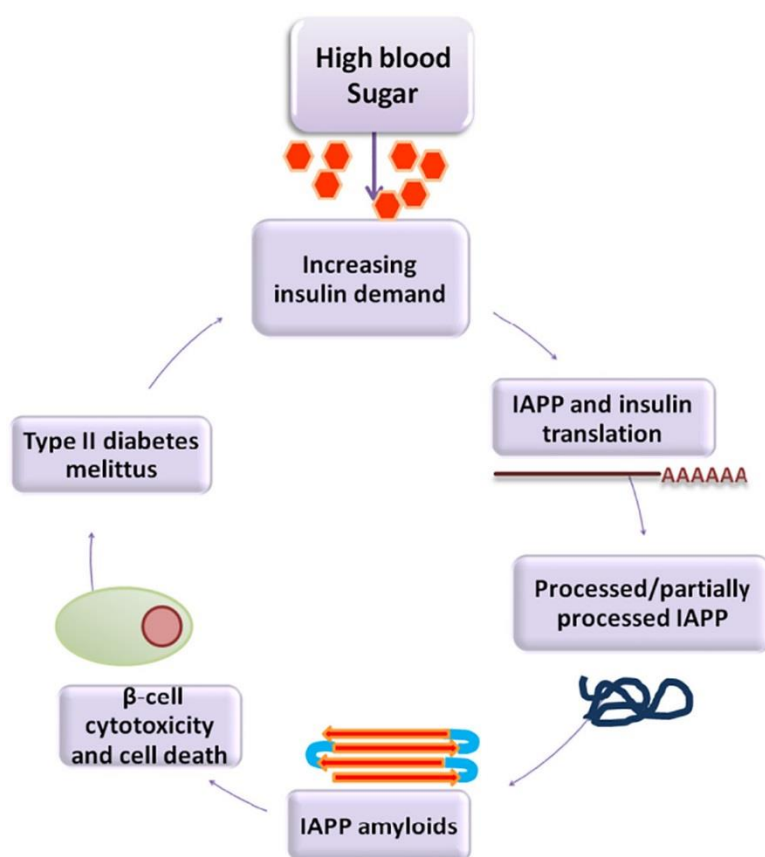 High blood
Sugar
Increasing
insulin demand
IAPP and insulin
translation
AAAAAA
Processed/partially
processed IAPP
IAPP amyloids
β-cell
cytotoxicity
and cell death
Type II diabetes
melittus